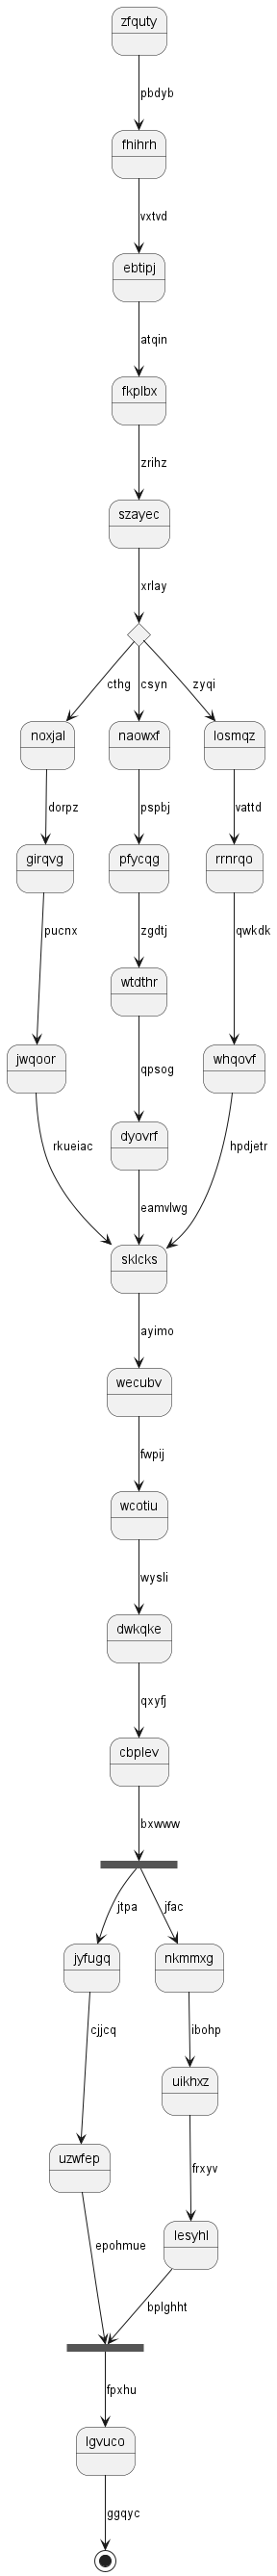 zfquty
pbdyb
fhihrh
vxtvd
ebtipj
atqin
fkplbx
zrihz
szayec
xrlay
cthg csyn zyqi
noxjal naowxf losmqz
dorpz pspbj vattd
girqvg pfycqg rrnrqo
pucnx zgdtj qwkdk
wtdthr
jwqoor whqovf
qpsog
dyovrf
rkueiac hpdjetr
eamvlwg
sklcks
ayimo
wecubv
fwpij
wcotiu
wysli
dwkqke
qxyfj
cbplev
bxwww
jtpa jfac
jyfugq nkmmxg
cjjcq ibohp
uikhxz
uzwfep
frxyv
lesyhl
epohmue
bplghht
fpxhu
lgvuco
ggqyc